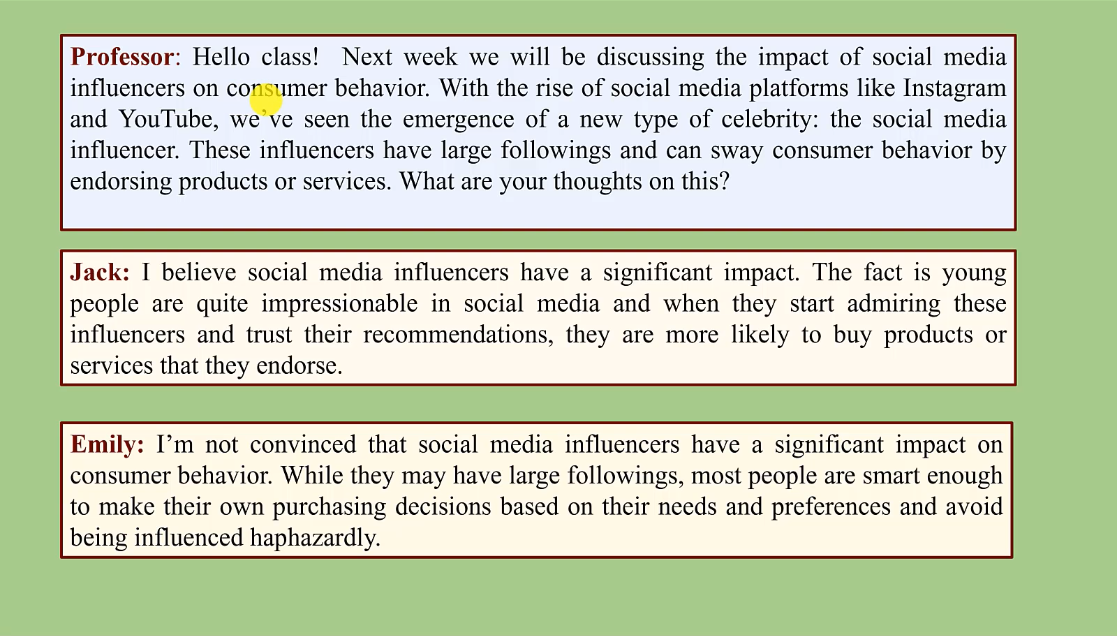 Professor: Hello class! Next week we will be discussing the impact of social media
influencers on consumer behavior. With the rise of social media platforms like Instagram
and YouTube, we’ve seen the emergence of a new type of celebrity: the social media
influencer. These influencers have large followings and can sway consumer behavior by
endorsing products or services. What are your thoughts on this?
Jack: I believe social media influencers have a significant impact. The fact is young
people are quite impressionable in social media and when they start admiring these
influencers and trust their recommendations, they are more likely to buy products or
services that they endorse.
Emily: I’m not convinced that social media influencers have a significant impact on
consumer behavior. While they may have large followings, most people are smart enough
to make their own purchasing decisions based on their needs and preferences and avoid
being influenced haphazardly.